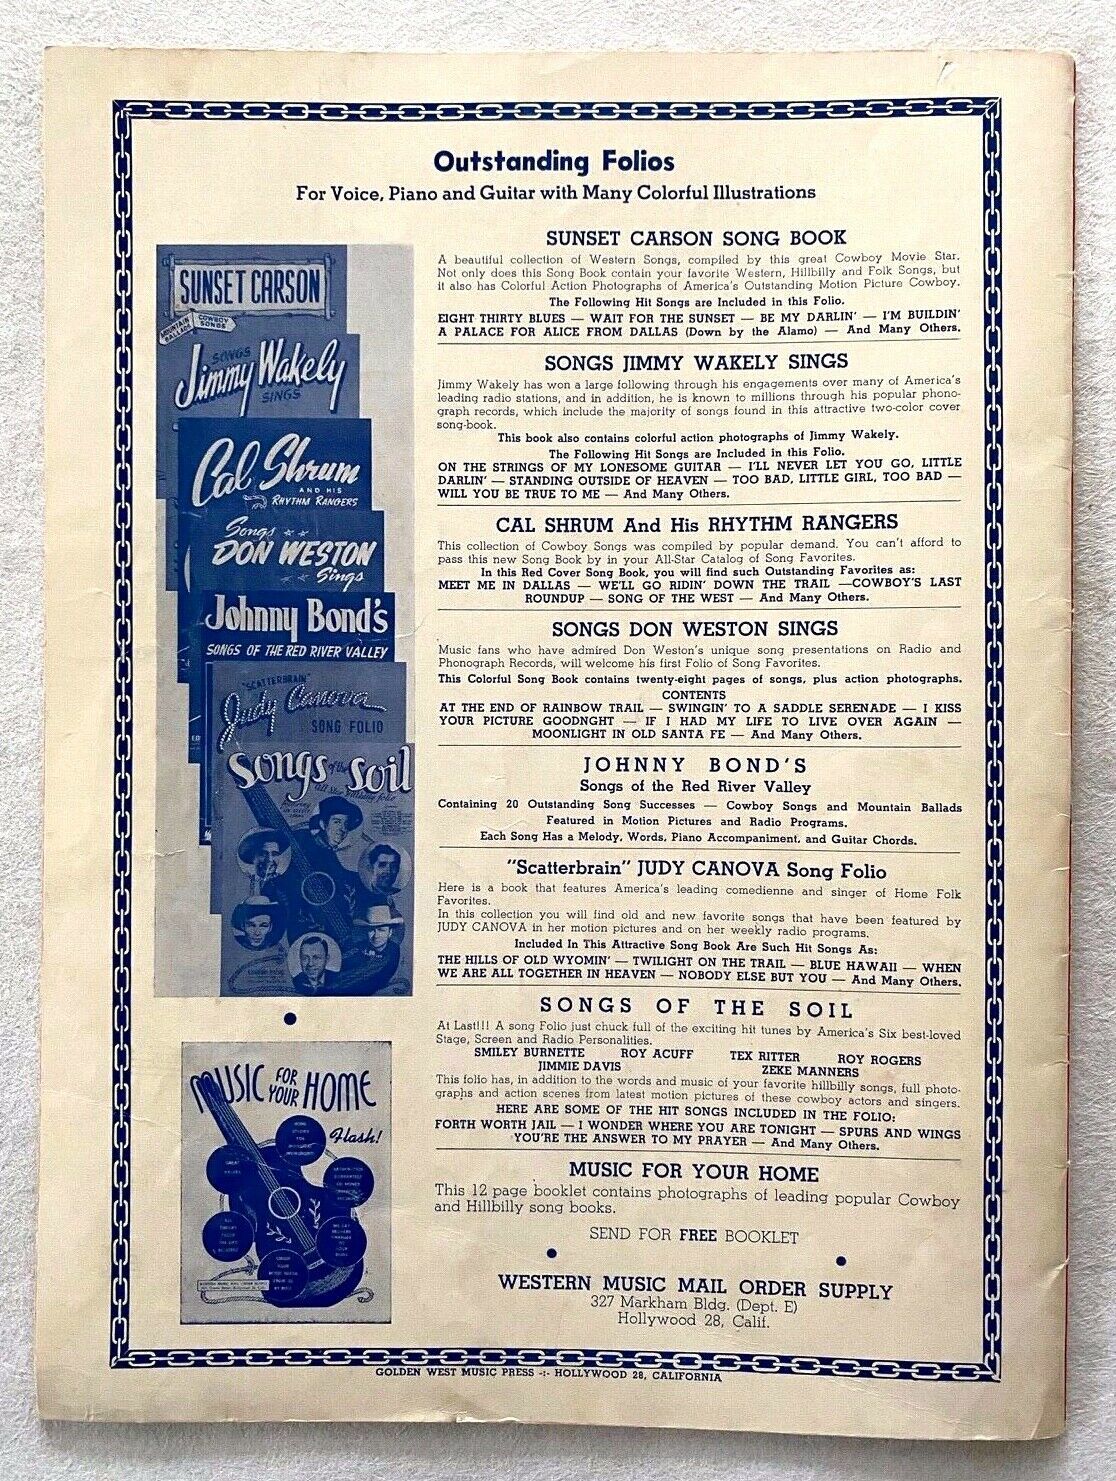 Outstanding Folios
For Voice, Piano and Guitar with Many Colorful Illustrations
SUNSET CARSON
MOUNTAIN BALLADS
COWBOY SONGS
SONGS
Jimmy Wakely
SINGS
Cal Shrum
AND HIS
RHYTHM RANGERS
Songs
DON WESTON
Sings
Johnny Bond's
SONGS OF THE RED RIVER VALLEY
"SCATTERBRAIN"
Judy Canova
SONG FOLIO
Songs of the Soil
MUSIC FOR YOUR HOME
Flash!
SUNSET CARSON SONG BOOK
A beautiful collection of Western Songs, compiled by this great Cowboy Movie Star.
Not only does this Song Book contain your favorite Western, Hillbilly and Folk Songs, but
it also has Colorful Action Photographs of America's Outstanding Motion Picture Cowboy.
The Following Hit Songs are Included in this Folio.
EIGHT THIRTY BLUES — WAIT FOR THE SUNSET — BE MY DARLIN' — I'M BUILDIN'
A PALACE FOR ALICE FROM DALLAS (Down by the Alamo) — And Many Others.
SONGS JIMMY WAKELY SINGS
Jimmy Wakely has won a large following through his engagements over many of America's
leading radio stations, and in addition, he is known to millions through his popular phono-
graph records, which include the majority of songs found in this attractive two-color cover
song-book.
This book also contains colorful action photographs of Jimmy Wakely.
The Following Hit Songs are Included in this Folio.
ON THE STRINGS OF MY LONESOME GUITAR — I'LL NEVER LET YOU GO, LITTLE
DARLIN' — STANDING OUTSIDE OF HEAVEN — TOO BAD, LITTLE GIRL, TOO BAD —
WILL YOU BE TRUE TO ME — And Many Others.
CAL SHRUM And His RHYTHM RANGERS
This collection of Cowboy Songs was compiled by popular demand. You can't afford to
pass this new Song Book by in your All-Star Catalog of Song Favorites.
In this Red Cover Song Book, you will find such Outstanding Favorites as:
MEET ME IN DALLAS — WE'LL GO RIDIN' DOWN THE TRAIL —COWBOY'S LAST
ROUNDUP — SONG OF THE WEST — And Many Others.
SONGS DON WESTON SINGS
Music fans who have admired Don Weston's unique song presentations on Radio and
Phonograph Records, will welcome his first Folio of Song Favorites.
This Colorful Song Book contains twenty-eight pages of songs, plus action photographs.
CONTENTS
AT THE END OF RAINBOW TRAIL — SWINGIN' TO A SADDLE SERENADE — I KISS
YOUR PICTURE GOODNGHT — IF I HAD MY LIFE TO LIVE OVER AGAIN —
MOONLIGHT IN OLD SANTA FE — And Many Others.
JOHNNY BOND'S
Songs of the Red River Valley
Containing 20 Outstanding Song Successes — Cowboy Songs and Mountain Ballads
Featured in Motion Pictures and Radio Programs.
Each Song Has a Melody, Words, Piano Accompaniment, and Guitar Chords.
"Scatterbrain" JUDY CANOVA Song Folio
Here is a book that features America's leading comedienne and singer of Home Folk
Favorites.
In this collection you will find old and new favorite songs that have been featured by
JUDY CANOVA in her motion pictures and on her weekly radio programs.
Included In This Attractive Song Book Are Such Hit Songs As:
THE HILLS OF OLD WYOMIN' — TWILIGHT ON THE TRAIL — BLUE HAWAII — WHEN
WE ARE ALL TOGETHER IN HEAVEN — NOBODY ELSE BUT YOU — And Many Others.
SONGS OF THE SOIL
At Last!!! A song Folio just chuck full of the exciting hit tunes by America's Six best-loved
Stage, Screen and Radio Personalities.
SMILEY BURNETTE ROY ACUFF TEX RITTER ROY ROGERS
JIMMIE DAVIS ZEKE MANNERS
This folio has, in addition to the words and music of your favorite hillbilly songs, full photo-
graphs and action scenes from latest motion pictures of these cowboy actors and singers.
HERE ARE SOME OF THE HIT SONGS INCLUDED IN THE FOLIO:
FORTH WORTH JAIL — I WONDER WHERE YOU ARE TONIGHT — SPURS AND WINGS
YOU'RE THE ANSWER TO MY PRAYER — And Many Others.
MUSIC FOR YOUR HOME
This 12 page booklet contains photographs of leading popular Cowboy
and Hillbilly song books.
SEND FOR FREE BOOKLET
WESTERN MUSIC MAIL ORDER SUPPLY
327 Markham Bldg. (Dept. E)
Hollywood 28, Calif.
GOLDEN WEST MUSIC PRESS -:- HOLLYWOOD 28, CALIFORNIA